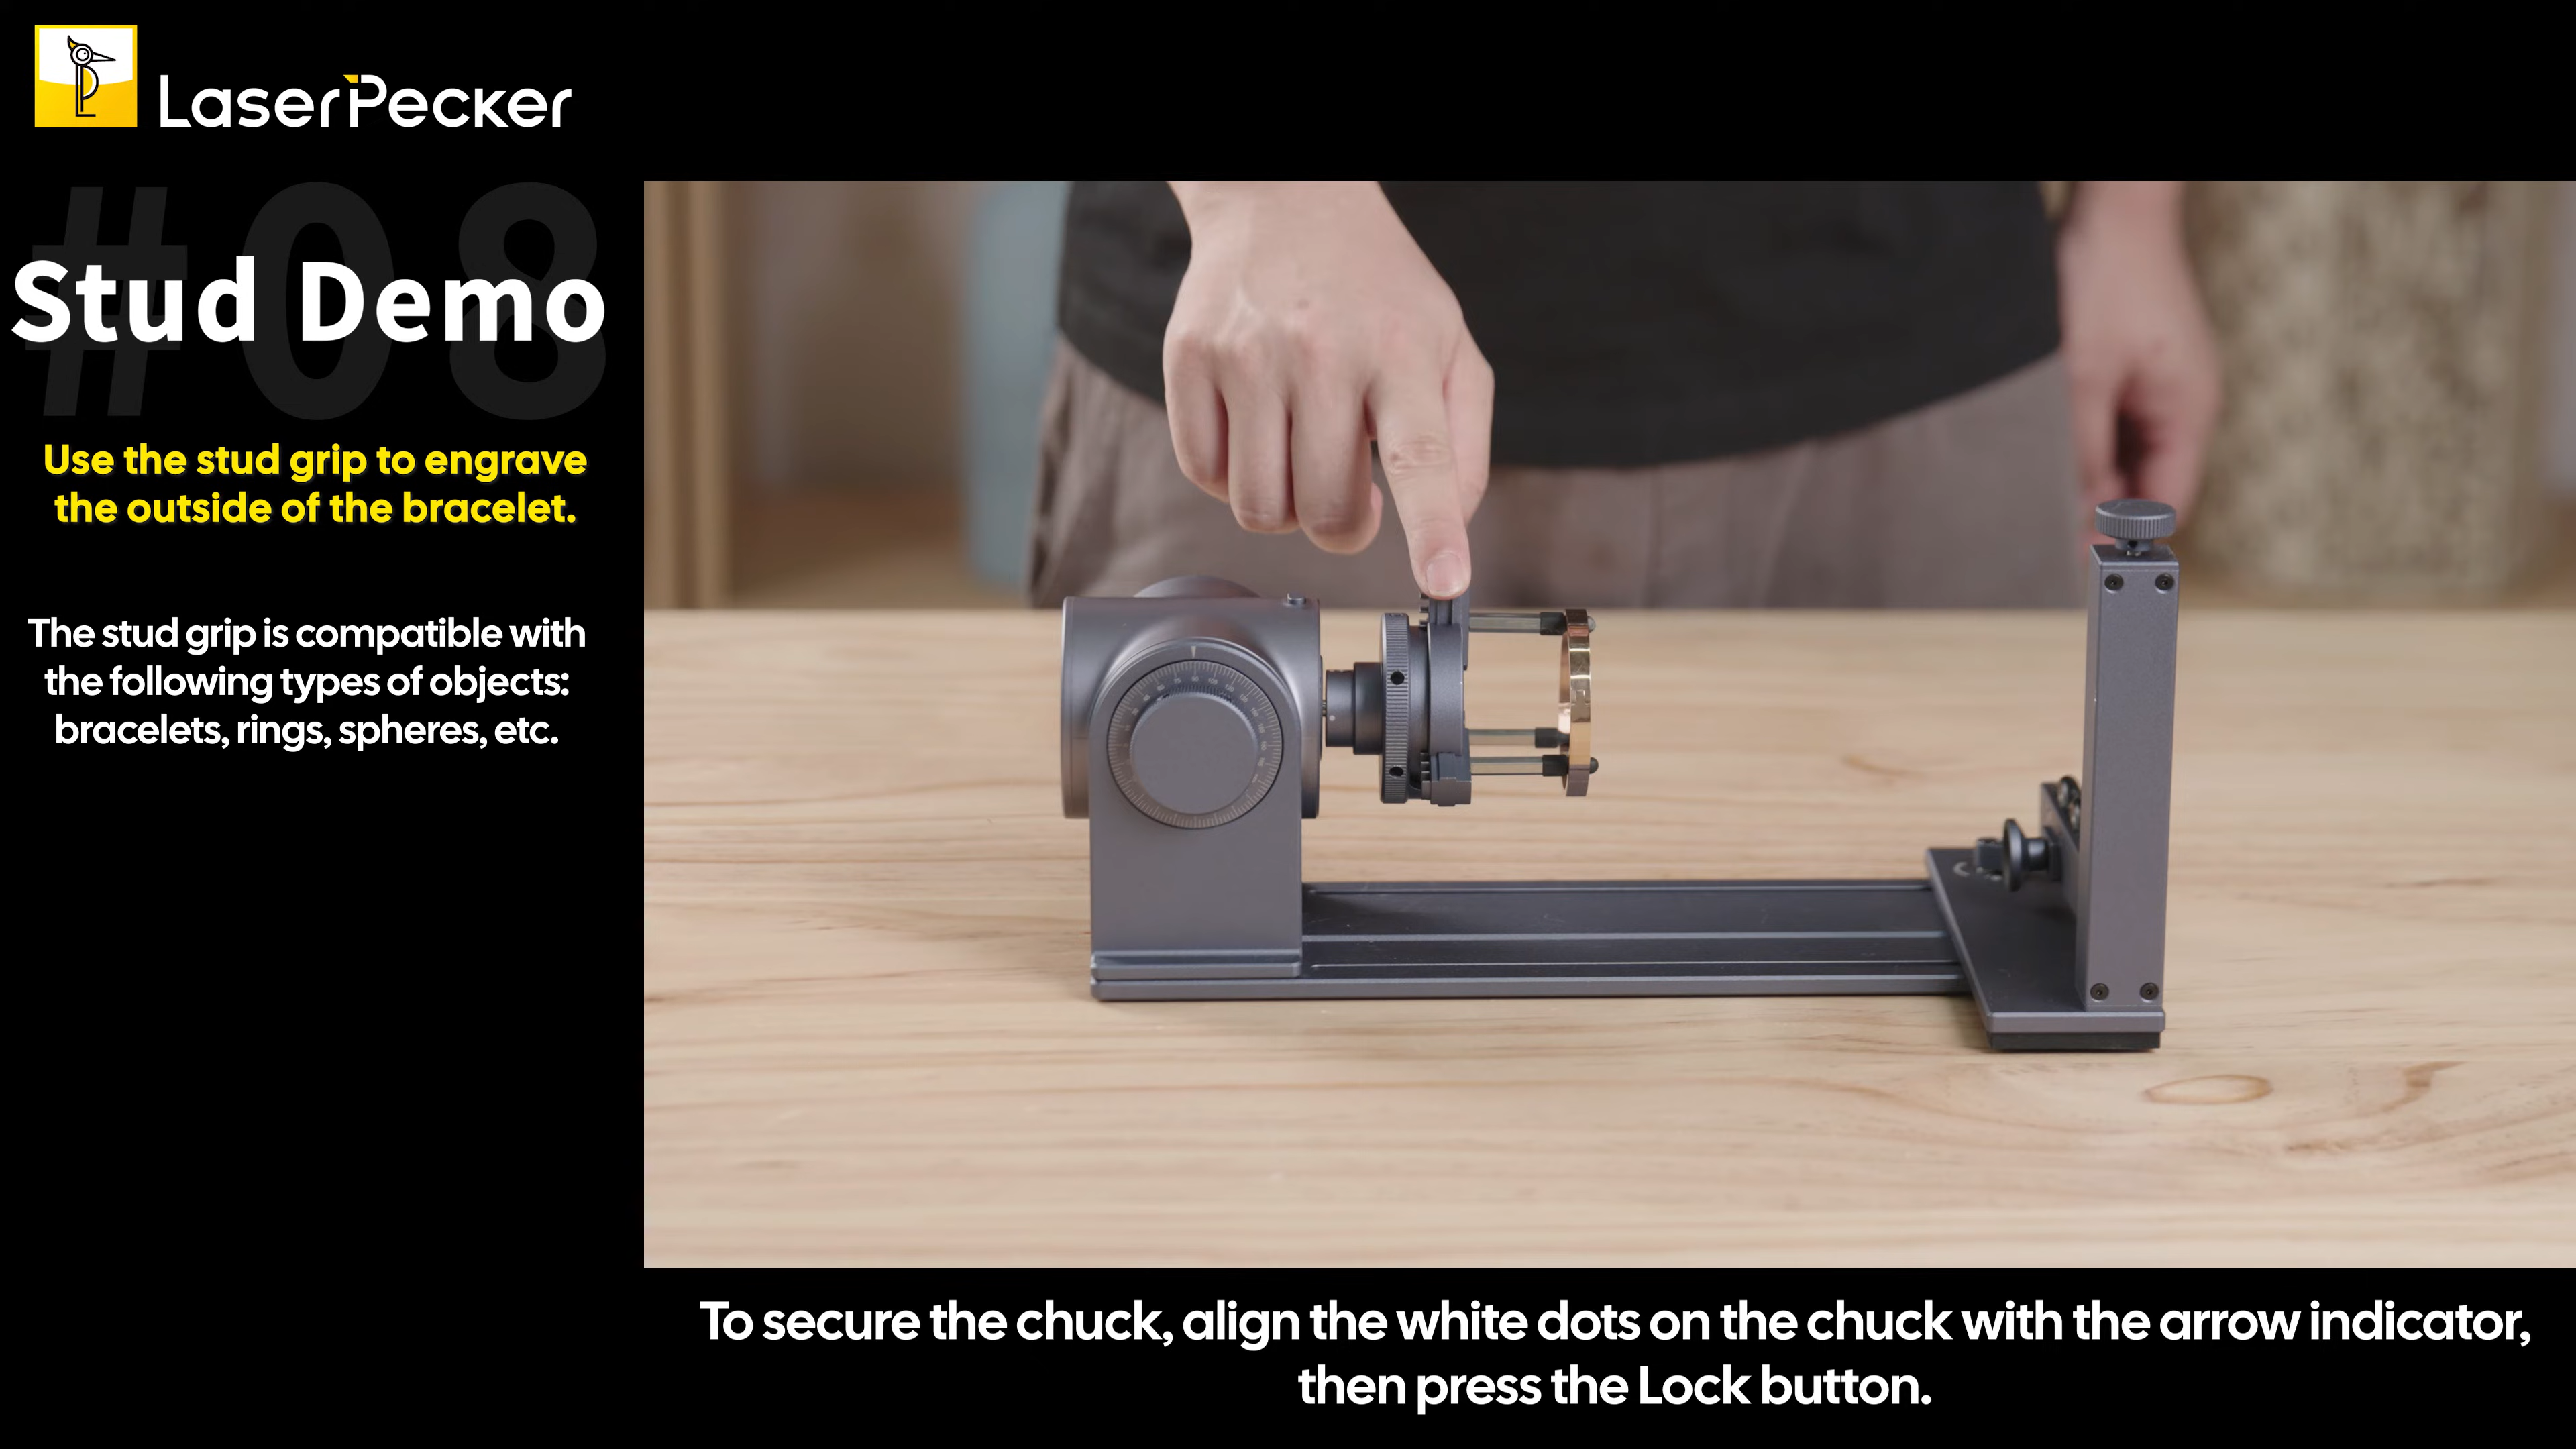 LaserPecker
#08
Stud Demo
Use the stud grip to engrave
the outside of the bracelet.
The stud grip is compatible with
the following types of objects:
bracelets, rings, spheres, etc.
To secure the chuck, align the white dots on the chuck with the arrow indicator,
then press the Lock button.